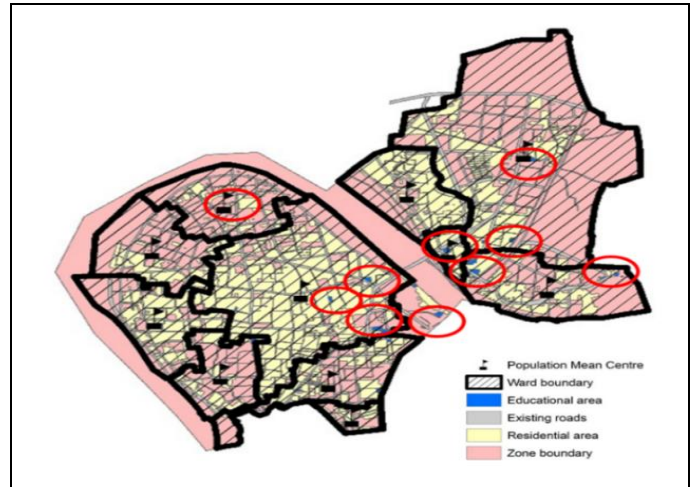 Population Mean Centre
Ward boundary
Educational area
Existing roads
Residential area
Zone boundary